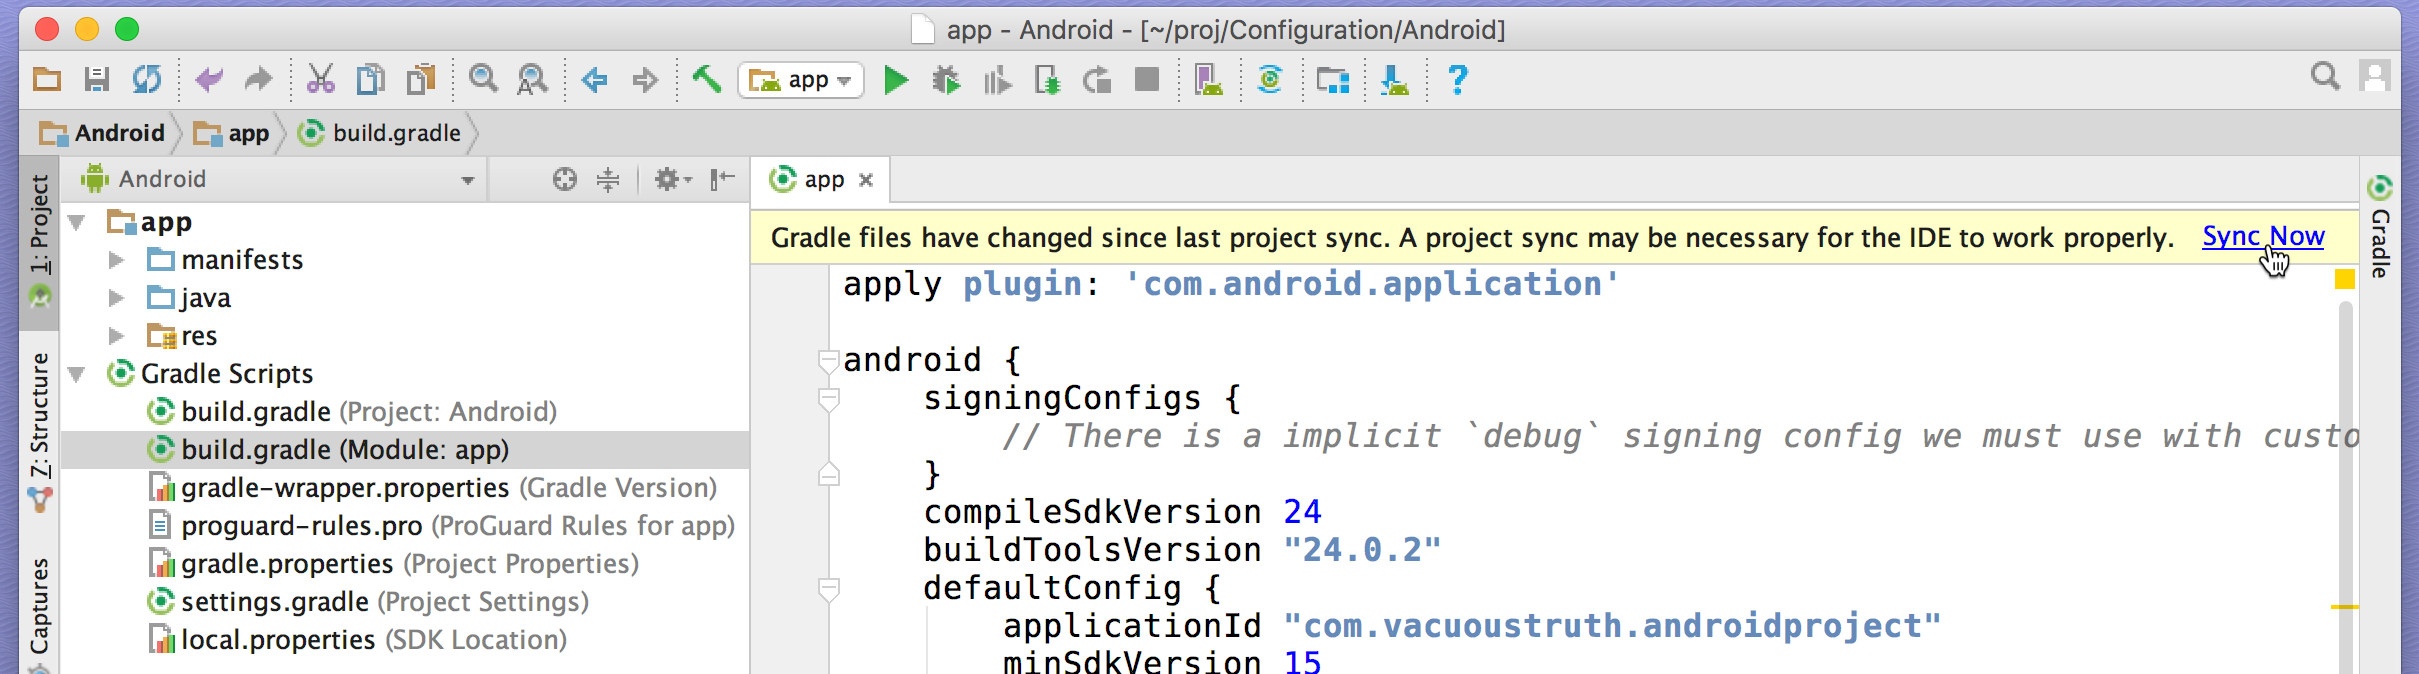 app - Android - [~/proj/Configuration/Android]
app
Android app build.gradle
1: Project
7: Structure
Captures
Android
app
manifests
java
res
Gradle Scripts
build.gradle (Project: Android)
build.gradle (Module: app)
gradle-wrapper.properties (Gradle Version)
proguard-rules.pro (ProGuard Rules for app)
gradle.properties (Project Properties)
settings.gradle (Project Settings)
local.properties (SDK Location)
app
Gradle files have changed since last project sync. A project sync may be necessary for the IDE to work properly. Sync Now
apply plugin: 'com.android.application'
android {
signingConfigs {
// There is a implicit `debug` signing config we must use with custo
}
compileSdkVersion 24
buildToolsVersion "24.0.2"
defaultConfig {
applicationId "com.vacuoustruth.androidproject"
minSdkVersion 15
Gradle